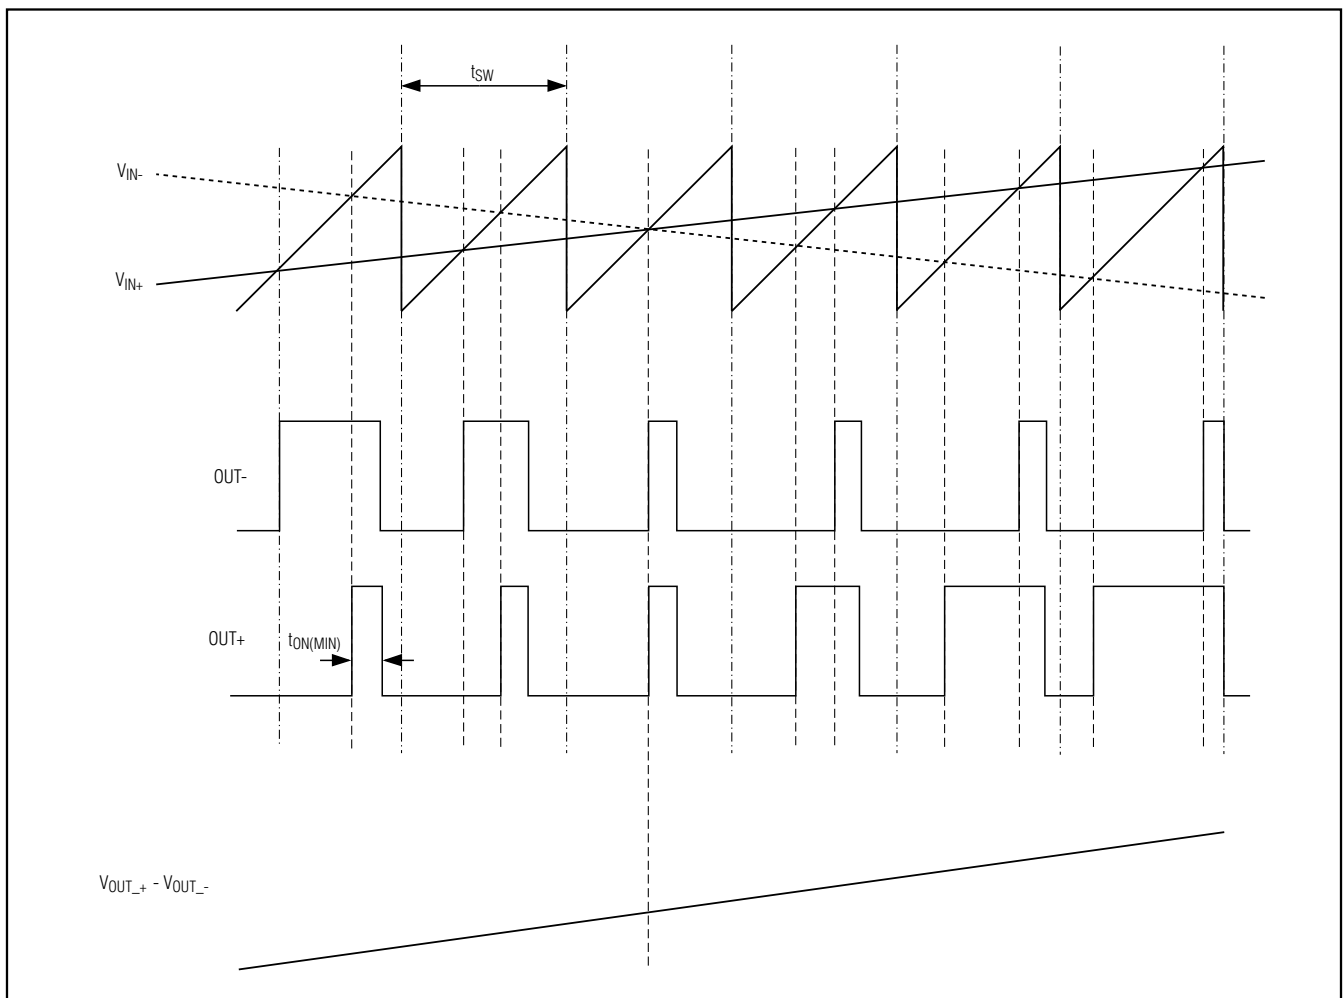 tSW
VIN-
VIN+
OUT-
OUT+
tON(MIN)
VOUT_+ - VOUT_-